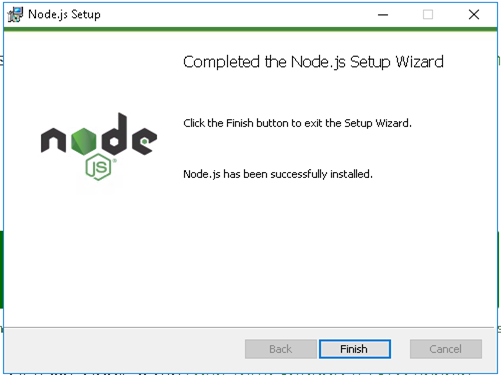 Node.js Setup
Completed the Node.js Setup Wizard
node
JS
Click the Finish button to exit the Setup Wizard.
Node.js has been successfully installed.
Back
Finish
Cancel